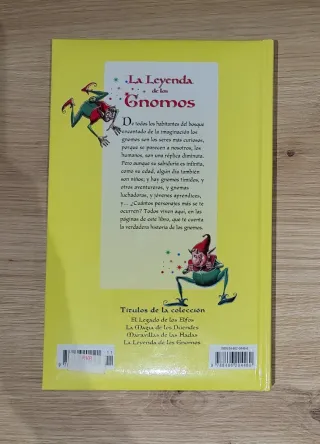 La Leyenda
de los
Gnomos
De todos los habitantes del bosque
encantado de la imaginación los
gnomos son los seres más curiosos,
porque se parecen a nosotros, los
humanos, son una réplica diminuta.
Pero aunque su sabiduría es infinita,
como su edad, algún día también
son niños; y hay gnomos tímidos, y
otros aventureros, y gnomas
luchadoras, y jóvenes aprendices,
y... ¿Cuántos personajes más se te
ocurren? Todos viven aquí, en las
páginas de este libro, que te cuenta
la verdadera historia de los gnomos.
Títulos de la colección
El Legado de los Elfos
La Magia de los Duendes
Maravillas de las Hadas
La Leyenda de los Gnomos